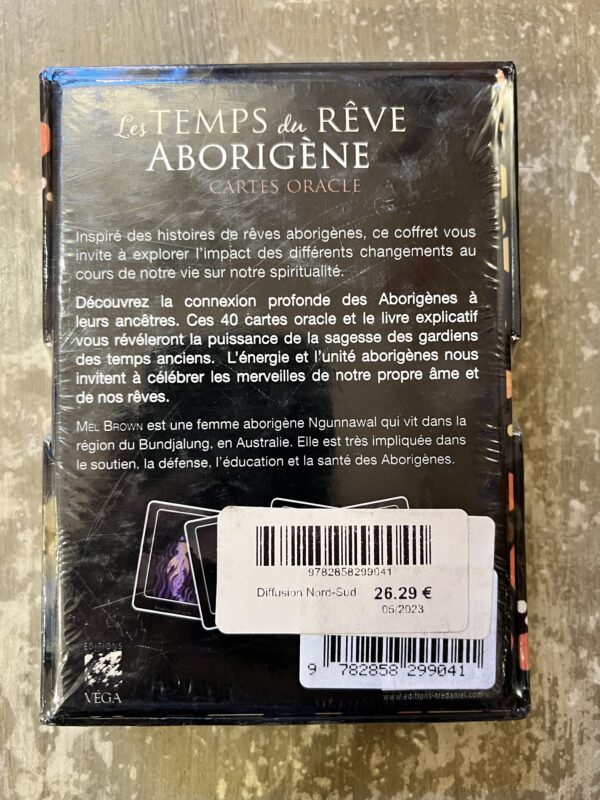 Les TEMPS du RÊVE
ABORIGÈNE
CARTES ORACLE
Inspiré des histoires de rêves aborigènes, ce coffret vous
invite à explorer l'impact des différents changements au
cours de notre vie sur notre spiritualité.
Découvrez la connexion profonde des Aborigènes à
leurs ancêtres. Ces 40 cartes oracle et le livre explicatif
vous révéleront la puissance de la sagesse des gardiens
des temps anciens. L'énergie et l'unité aborigènes nous
invitent à célébrer les merveilles de notre propre âme et
de nos rêves.
MEL BROWN est une femme aborigène Ngunnawal qui vit dans la
région du Bundjalung, en Australie. Elle est très impliquée dans
le soutien, la défense, l'éducation et la santé des Aborigènes.
9782858299041
Diffusion Nord-Sud 26.29 €
05/2023
9 782858 299041
EDITIONS
VÉGA
www.editions-tredaniel.com